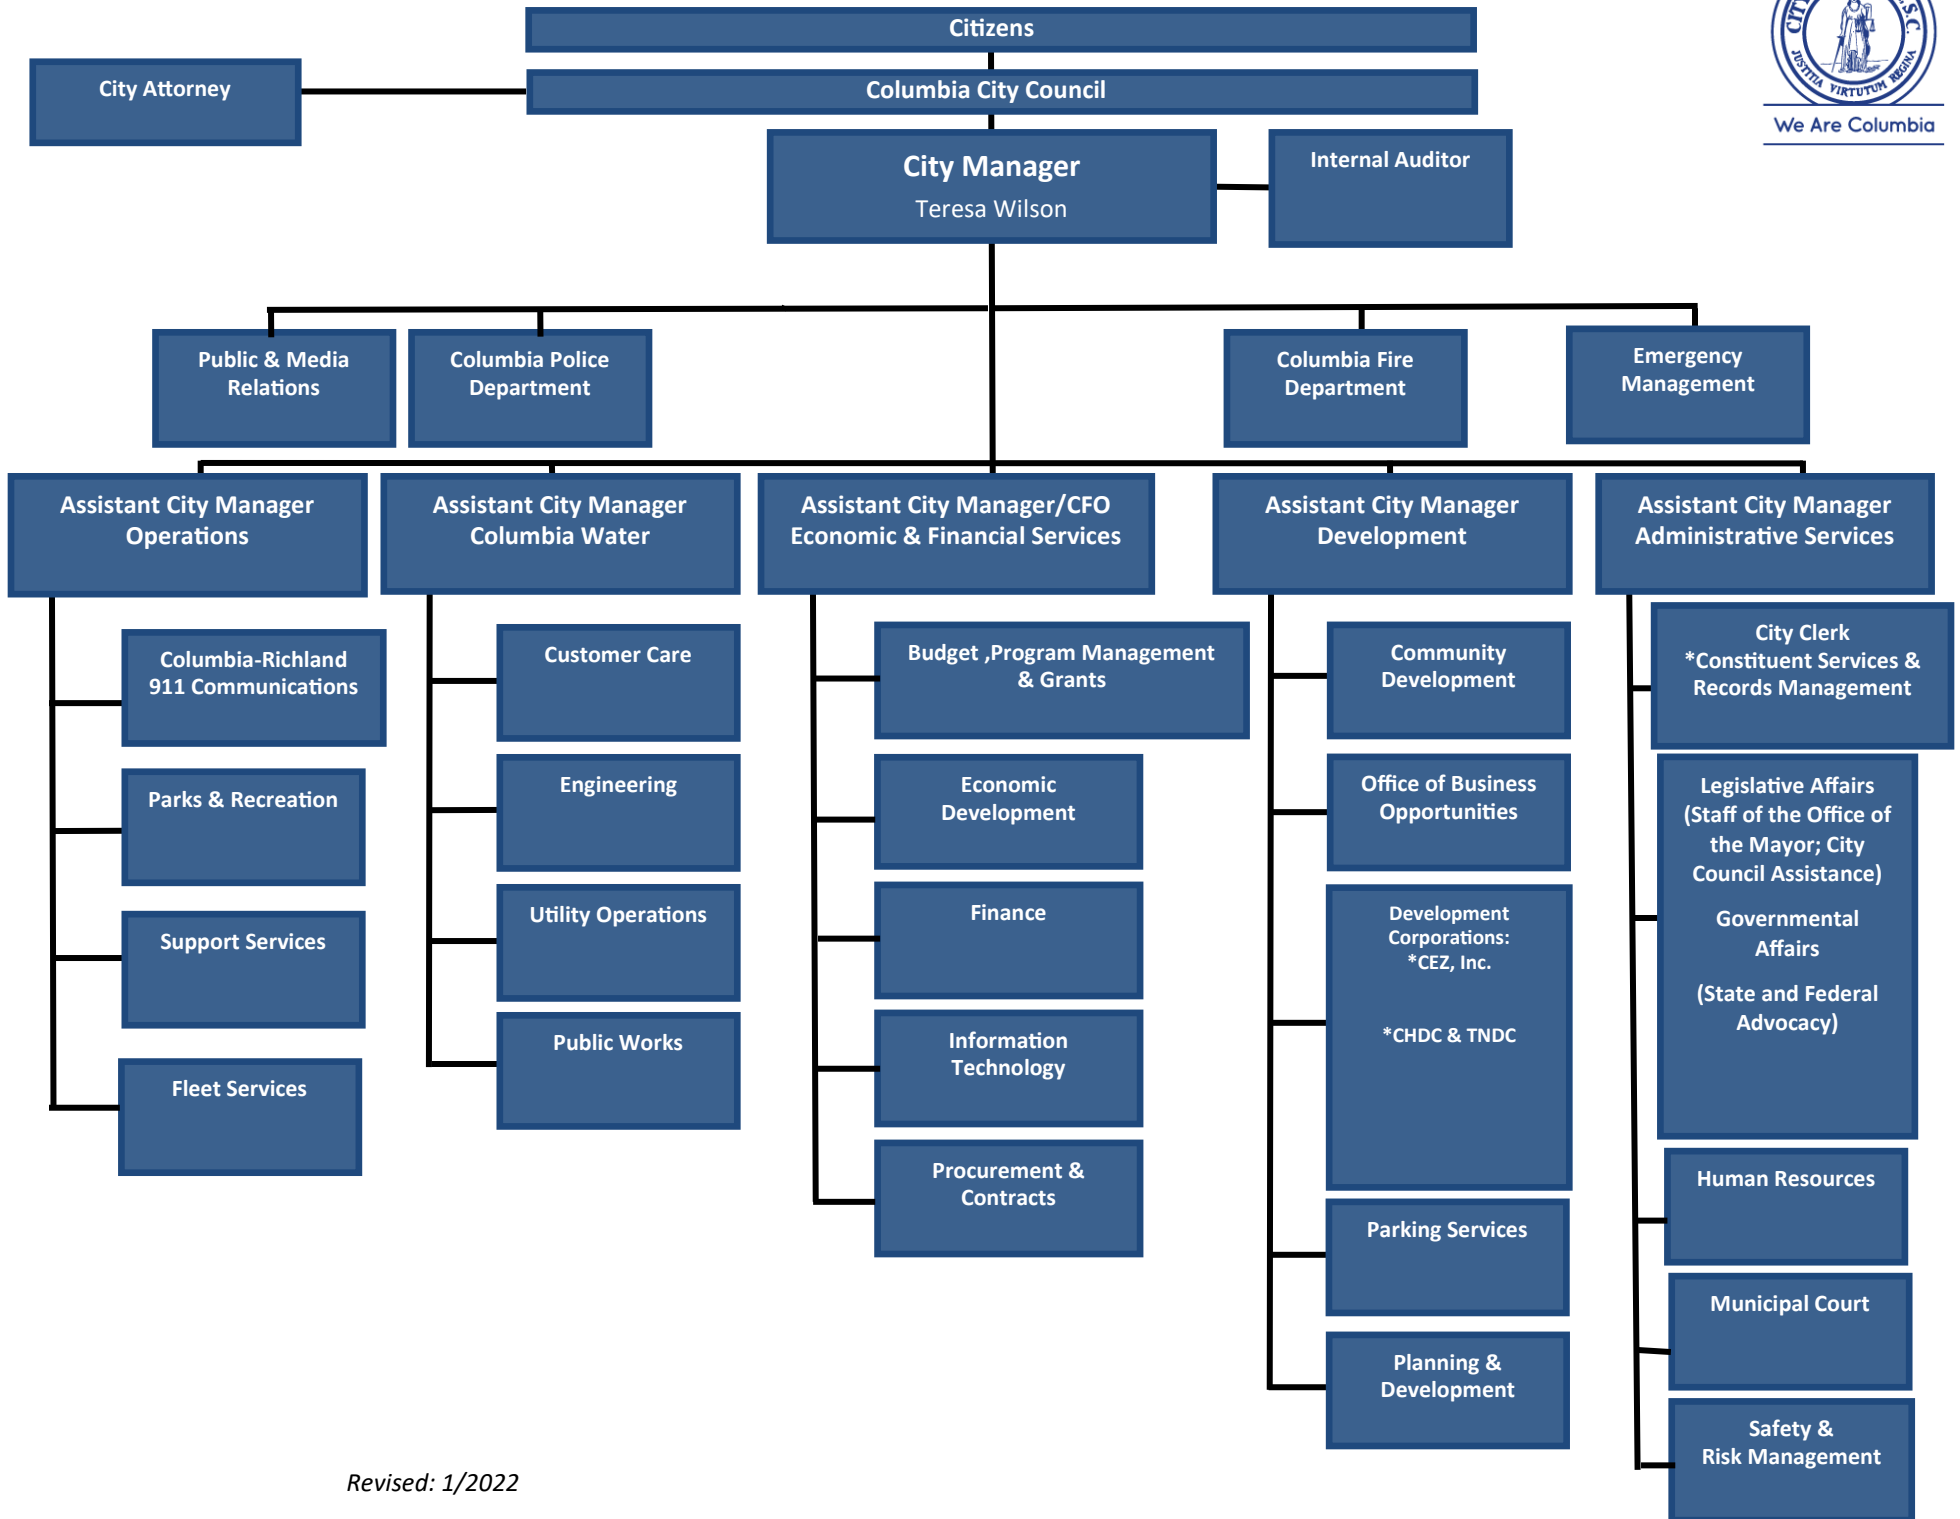 Citizens
City Attorney
Columbia City Council
CITY
S.C.
JUSTITIA VIRTUTUM REGINA
We Are Columbia
City Manager
Teresa Wilson
Internal Auditor
Public & Media
Relations
Columbia Police
Department
Columbia Fire
Department
Emergency
Management
Assistant City Manager
Operations
Assistant City Manager
Columbia Water
Assistant City Manager/CFO
Economic & Financial Services
Assistant City Manager
Development
Assistant City Manager
Administrative Services
Columbia-Richland
911 Communications
Parks & Recreation
Support Services
Fleet Services
Customer Care
Engineering
Utility Operations
Public Works
Budget ,Program Management
& Grants
Economic
Development
Finance
Information
Technology
Procurement &
Contracts
Community
Development
Office of Business
Opportunities
Development
Corporations:
*CEZ, Inc.
*CHDC & TNDC
Parking Services
Planning &
Development
City Clerk
*Constituent Services &
Records Management
Legislative Affairs
(Staff of the Office of
the Mayor; City
Council Assistance)
Governmental
Affairs
(State and Federal
Advocacy)
Human Resources
Municipal Court
Safety &
Risk Management
Revised: 1/2022